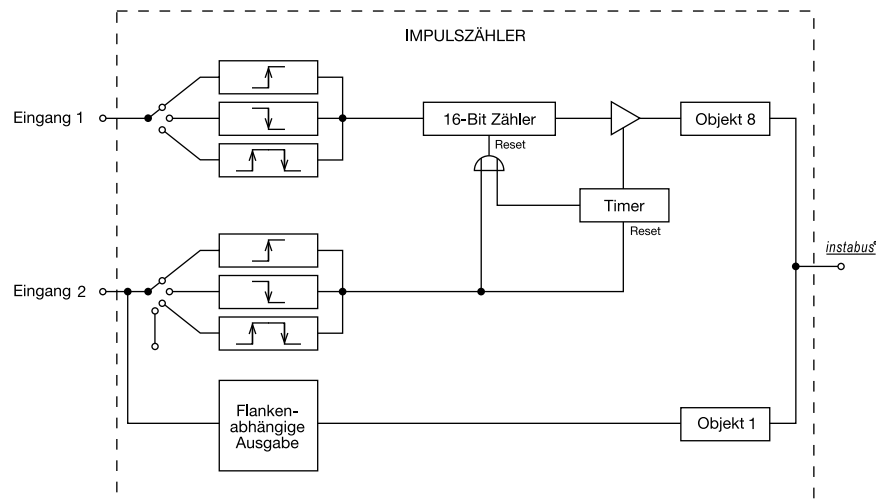 IMPULSZÄHLER
Eingang 1
16-Bit Zähler
Objekt 8
Reset
Timer
Reset
instabus
Eingang 2
Flanken-
abhängige
Ausgabe
Objekt 1